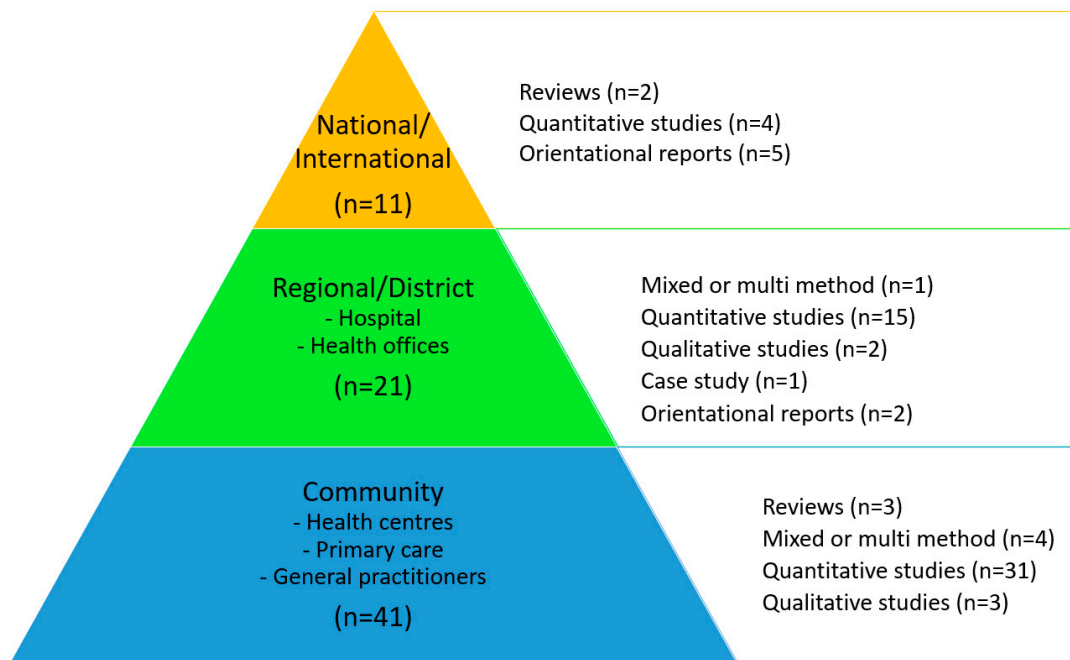 National/
International
(n=11)
Reviews (n=2)
Quantitative studies (n=4)
Orientational reports (n=5)
Regional/District
- Hospital
- Health offices
(n=21)
Mixed or multi method (n=1)
Quantitative studies (n=15)
Qualitative studies (n=2)
Case study (n=1)
Orientational reports (n=2)
Community
- Health centres
- Primary care
- General practitioners
(n=41)
Reviews (n=3)
Mixed or multi method (n=4)
Quantitative studies (n=31)
Qualitative studies (n=3)